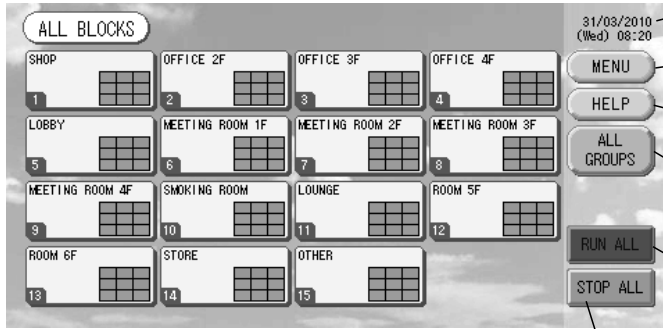 ALL BLOCKS
31/03/2010
(Wed) 08:20
SHOP
1
OFFICE 2F
2
OFFICE 3F
3
OFFICE 4F
4
MENU
HELP
LOBBY
5
MEETING ROOM 1F
6
MEETING ROOM 2F
7
MEETING ROOM 3F
8
ALL
GROUPS
MEETING ROOM 4F
9
SMOKING ROOM
10
LOUNGE
11
ROOM 5F
12
ROOM 6F
13
STORE
14
OTHER
15
RUN ALL
STOP ALL